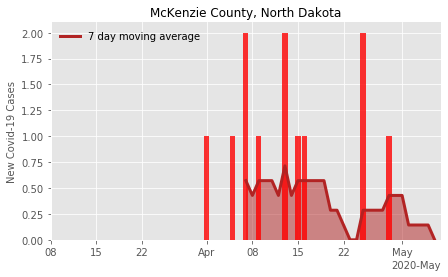 McKenzie County, North Dakota
7 day moving average
New Covid-19 Cases
2.00
1.75
1.50
1.25
1.00
0.75
0.50
0.25
0.00
08 15 22 Apr 08 15 22 May
2020-May